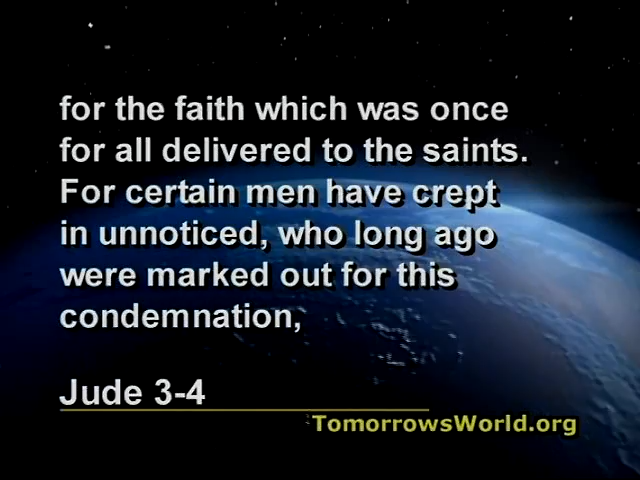 for the faith which was once
for all delivered to the saints.
For certain men have crept
in unnoticed, who long ago
were marked out for this
condemnation,
Jude 3-4
TomorrowsWorld.org